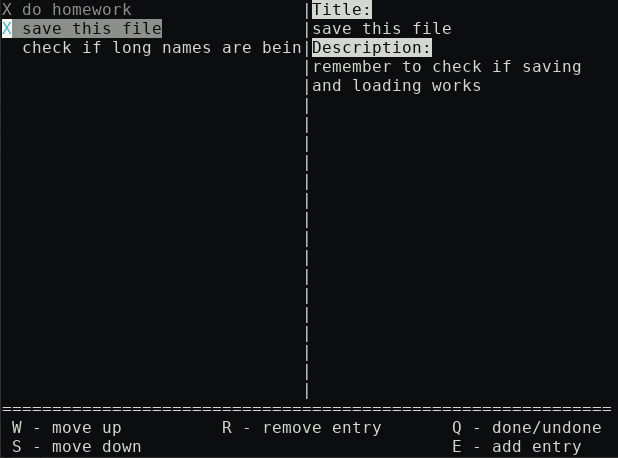 X do homework
X save this file
check if long names are bein
Title:
save this file
Description:
remember to check if saving
and loading works
W - move up R - remove entry Q - done/undone
S - move down E - add entry